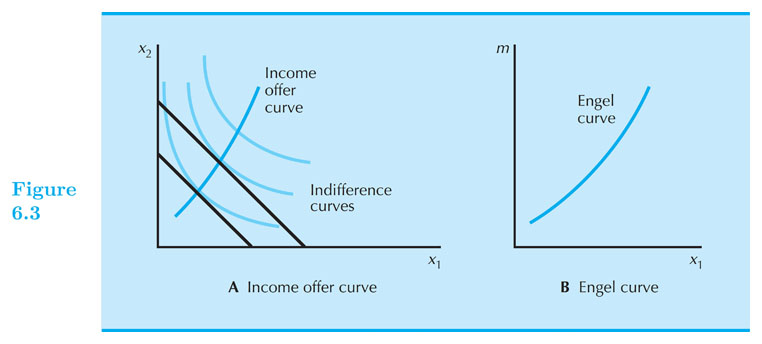 Figure
6.3
x2
Income
offer
curve
Indifference
curves
x1
A Income offer curve
m
Engel
curve
x1
B Engel curve